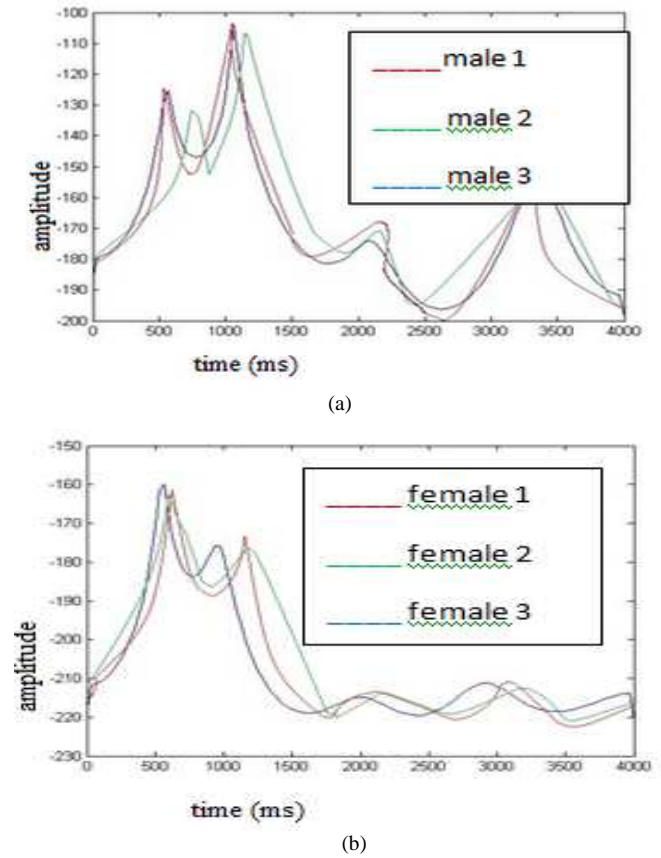 -100
-110
-120
-130
-140
-150
-160
-170
-180
-190
-200
amplitude
male 1
male 2
male 3
0 500 1000 1500 2000 2500 3000 3500 4000
time (ms)
(a)
-150
-160
-170
-180
-190
-200
-210
-220
-230
amplitude
female 1
female 2
female 3
0 500 1000 1500 2000 2500 3000 3500 4000
time (ms)
(b)